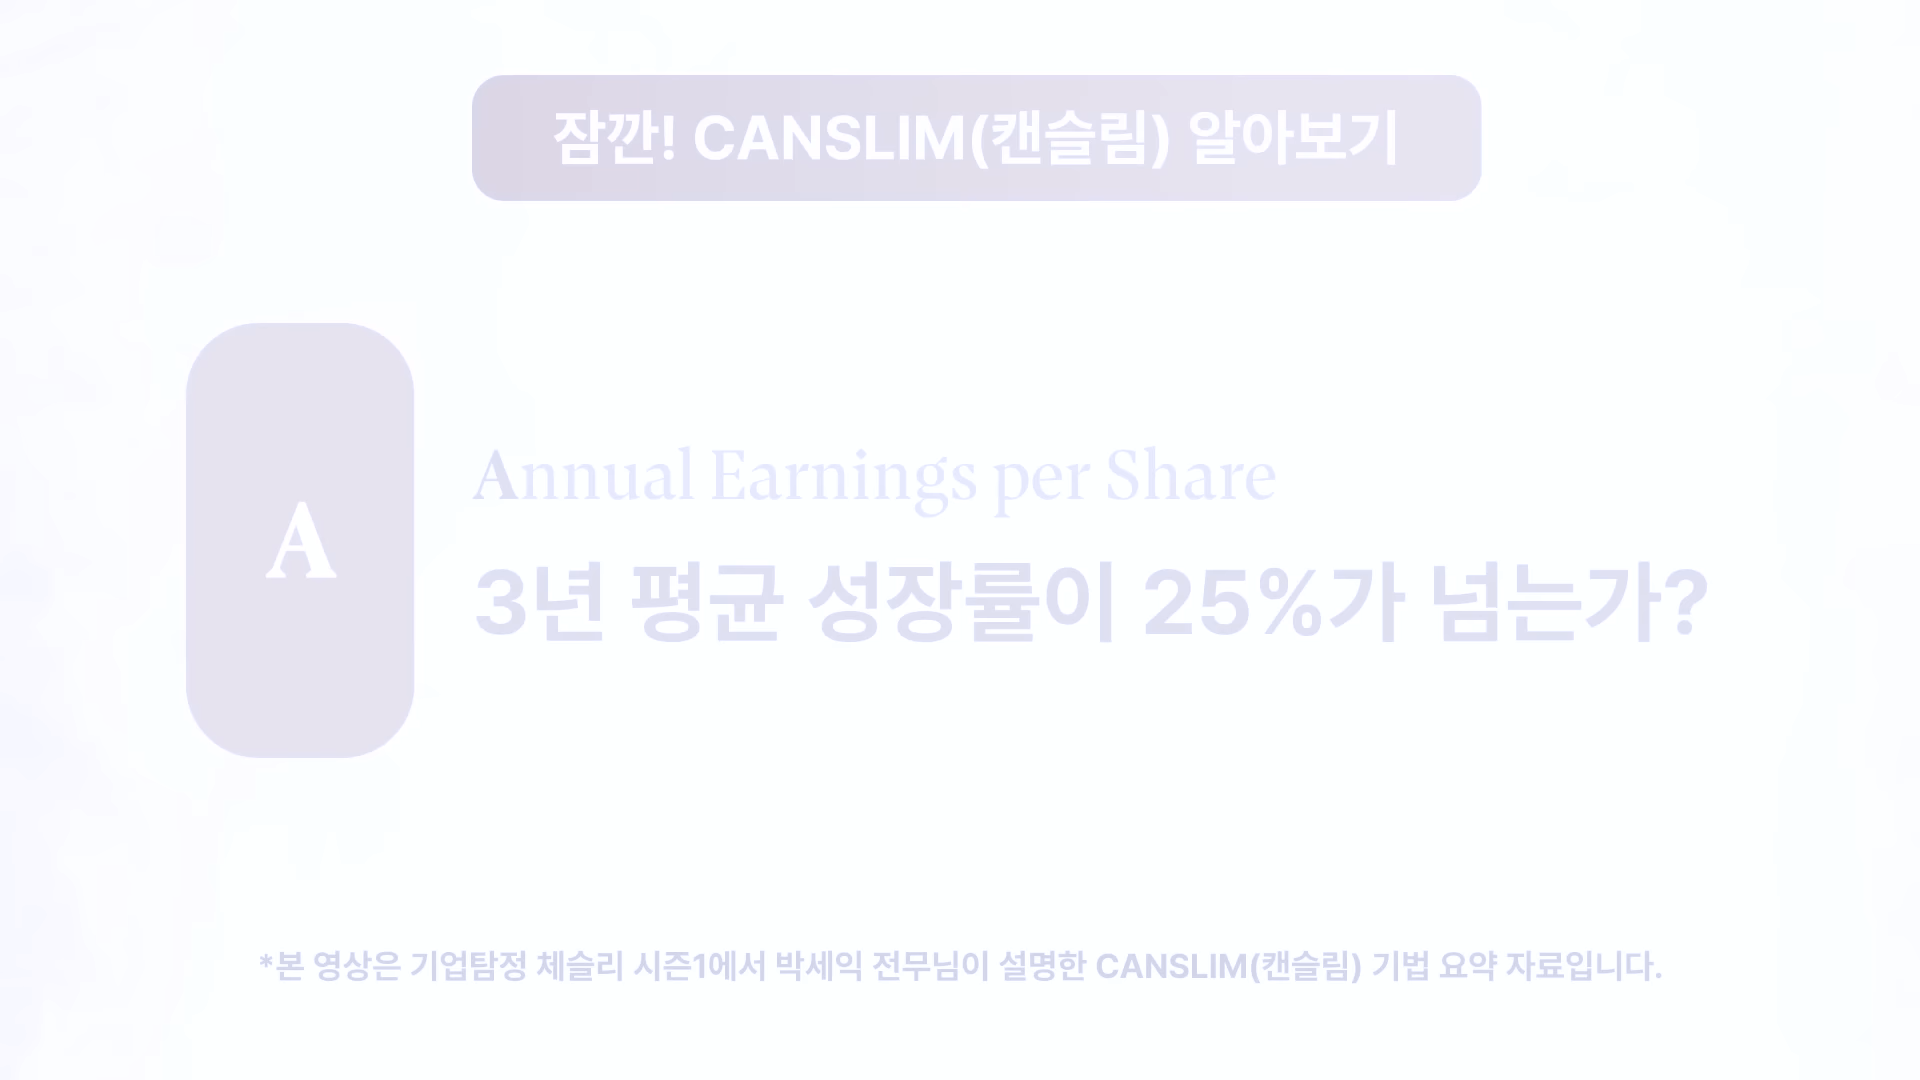 잠깐! CANSLIM(캔슬림) 알아보기
A
Annual Earnings per Share
3년 평균 성장률이 25%가 넘는가?
*본 영상은 기업탐정 체슬리 시즌1에서 박세익 전무님이 설명한 CANSLIM(캔슬림) 기법 요약 자료입니다.